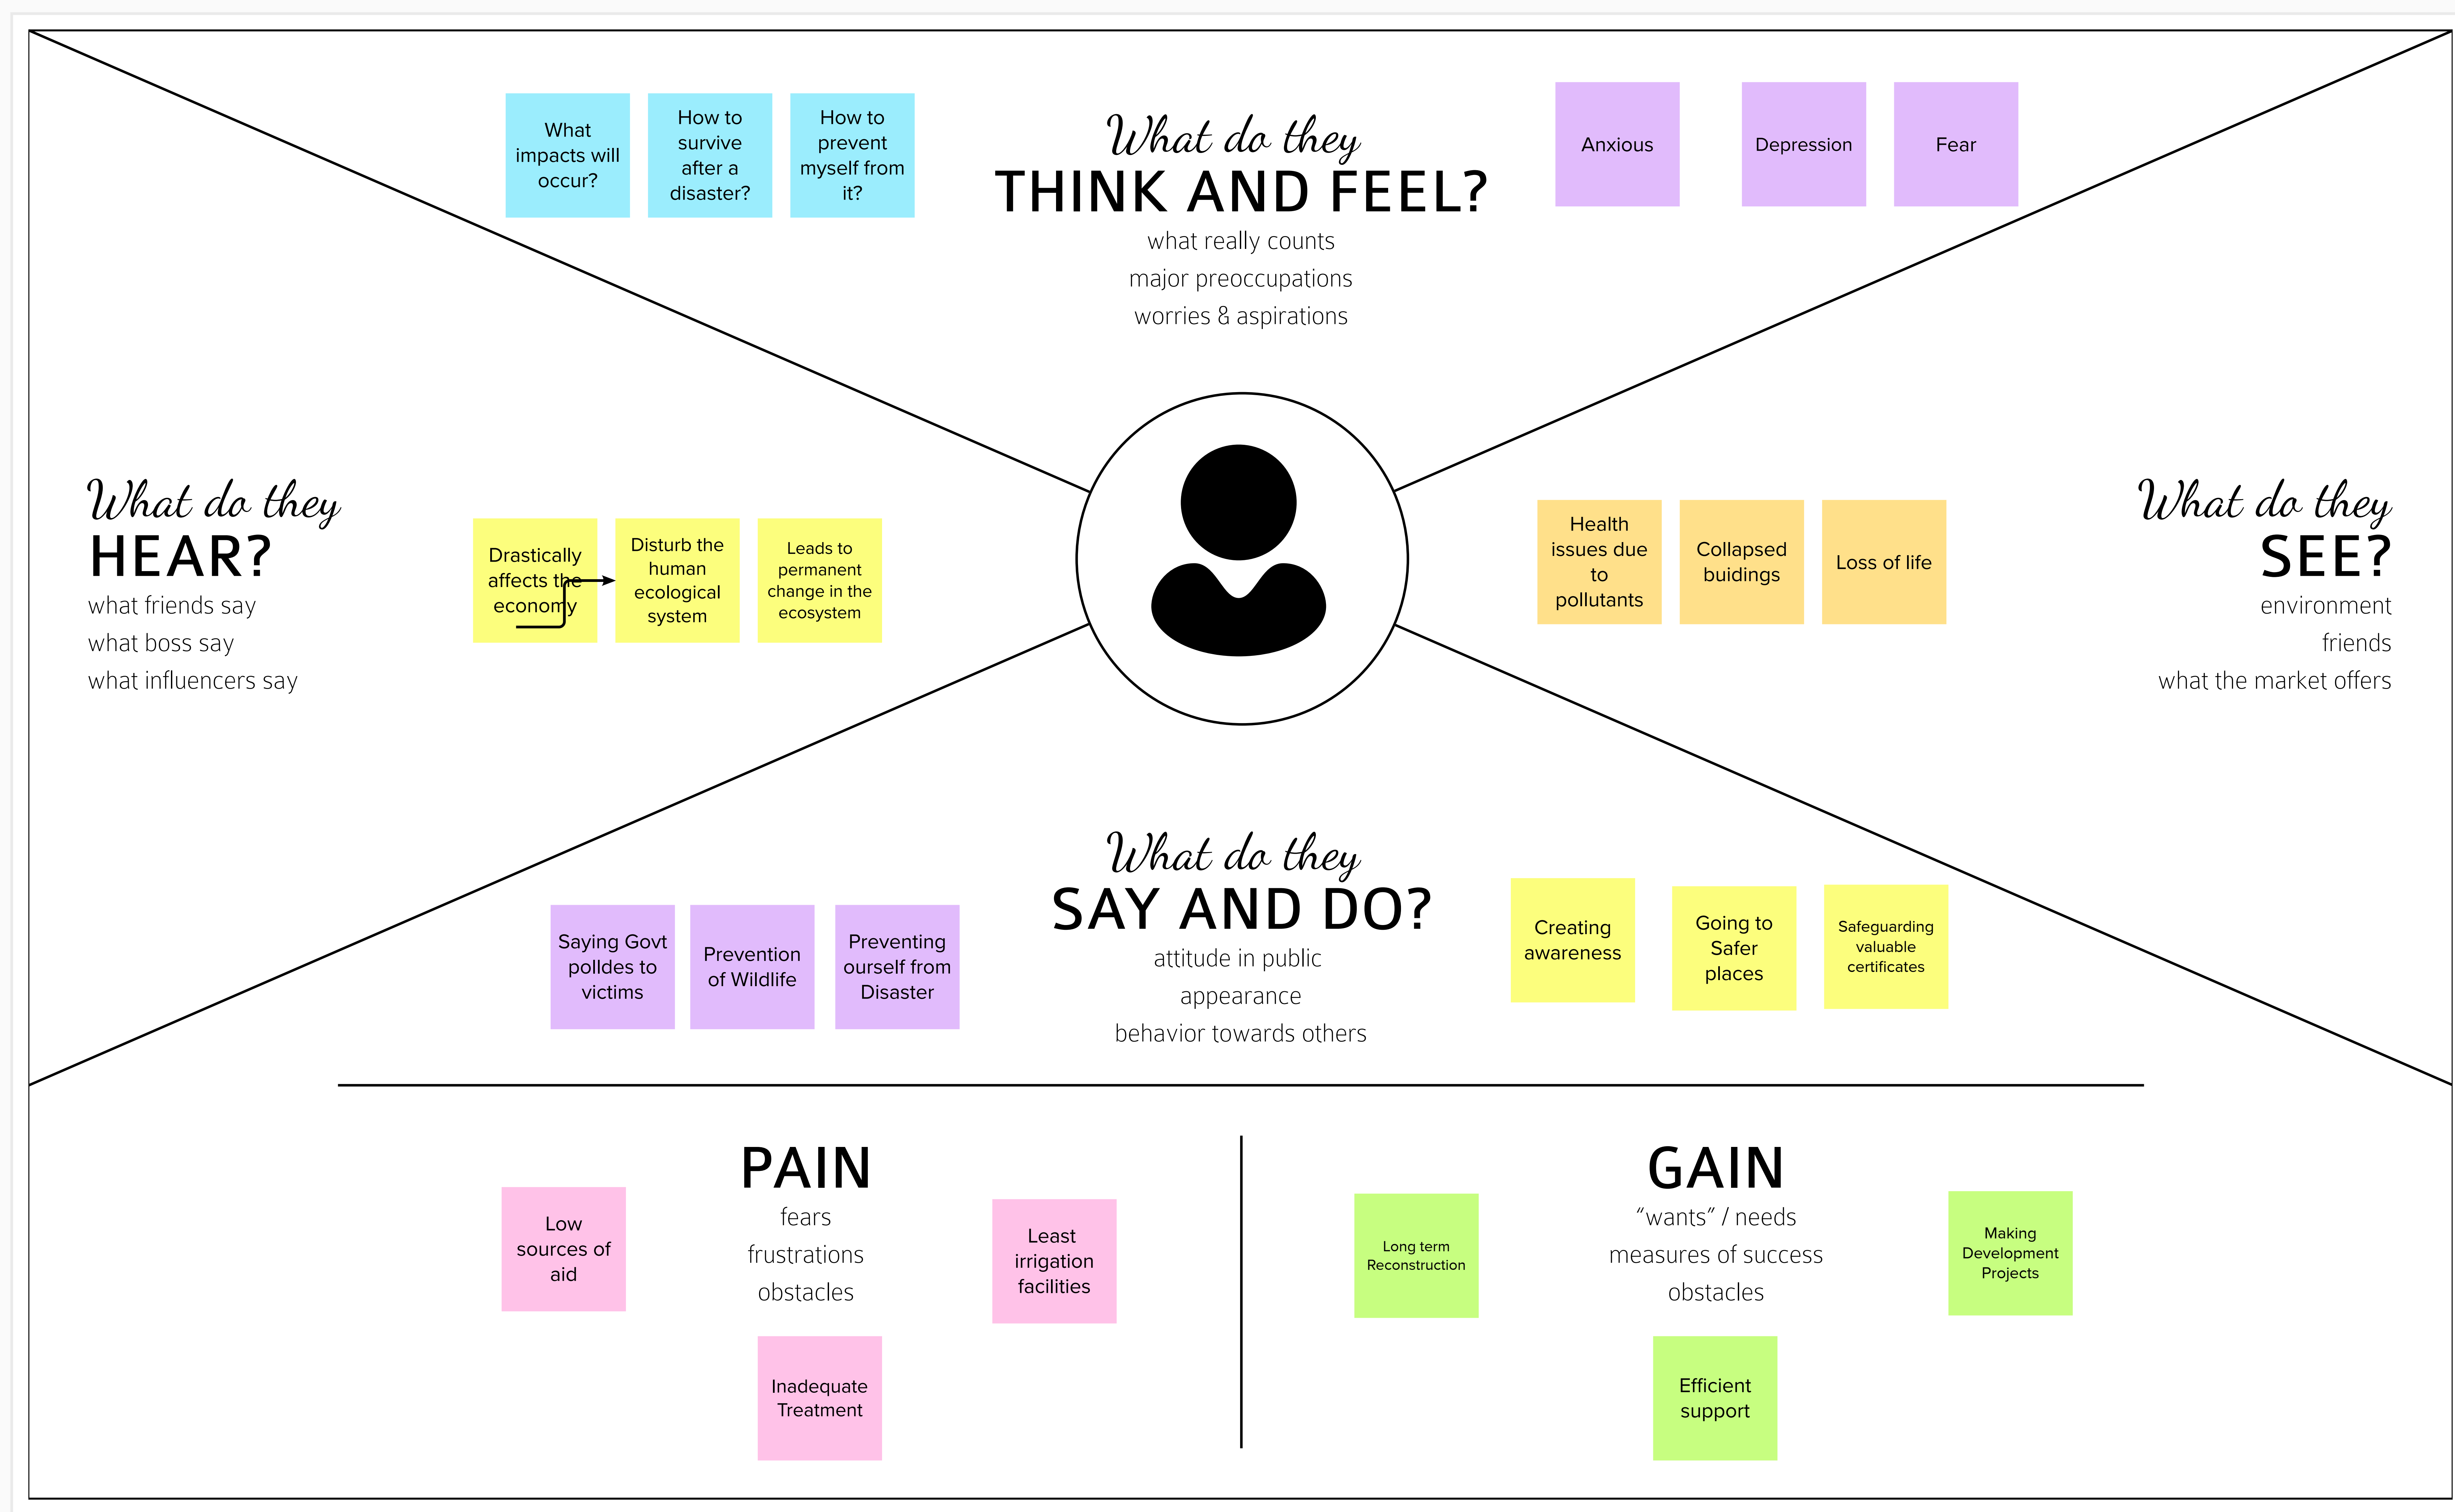 What
impacts will
occur?
How to
survive
after a
disaster?
How to
prevent
myself from
it?
What do they
THINK AND FEEL?
what really counts
major preoccupations
worries & aspirations
Anxious
Depression
Fear
What do they
HEAR?
what friends say
what boss say
what influencers say
Drastically
affects the
economy
Disturb the
human
ecological
system
Leads to
permanent
change in the
ecosystem
Health
issues due
to
pollutants
Collapsed
buidings
Loss of life
What do they
SEE?
environment
friends
what the market offers
Saying Govt
polldes to
victims
Prevention
of Wildlife
Preventing
ourself from
Disaster
What do they
SAY AND DO?
attitude in public
appearance
behavior towards others
Creating
awareness
Going to
Safer
places
Safeguarding
valuable
certificates
PAIN
fears
frustrations
obstacles
Low
sources of
aid
Least
irrigation
facilities
Inadequate
Treatment
GAIN
“wants” / needs
measures of success
obstacles
Long term
Reconstruction
Making
Development
Projects
Efficient
support